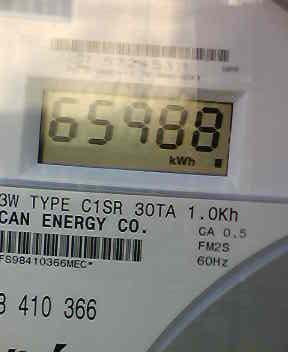 65988
kWh
3W TYPE C1SR 30TA 1.0Kh
CAN ENERGY CO.
CA 0.5
FM2S
FS98410366MEC*
60Hz
8 410 366